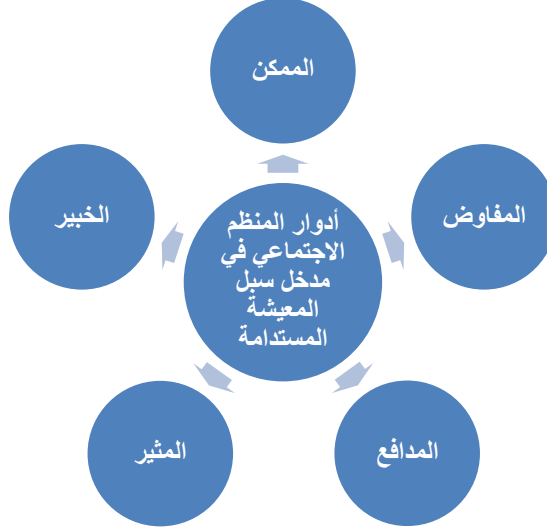 الممكن
المفاوض
الخبير
أدوار المنظم
الاجتماعي في
مدخل سبل
المعيشة
المستدامة
المدافع
المثير